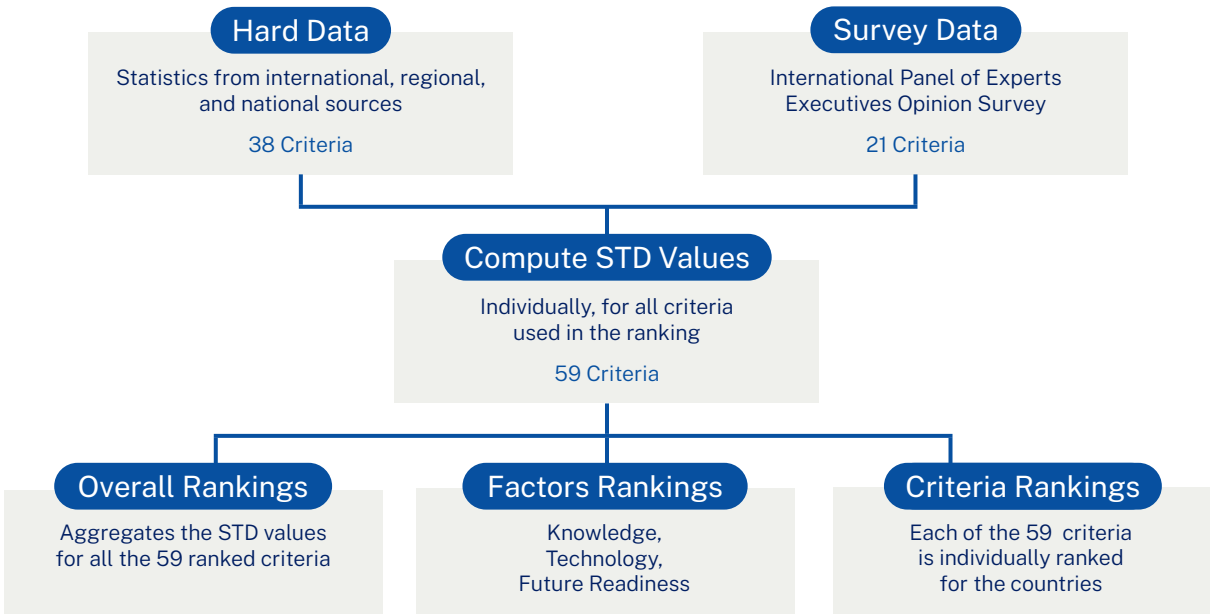 Hard Data
Statistics from international, regional,
and national sources
38 Criteria
Survey Data
International Panel of Experts
Executives Opinion Survey
21 Criteria
Compute STD Values
Individually, for all criteria
used in the ranking
59 Criteria
Overall Rankings
Aggregates the STD values
for all the 59 ranked criteria
Factors Rankings
Knowledge,
Technology,
Future Readiness
Criteria Rankings
Each of the 59 criteria
is individually ranked
for the countries